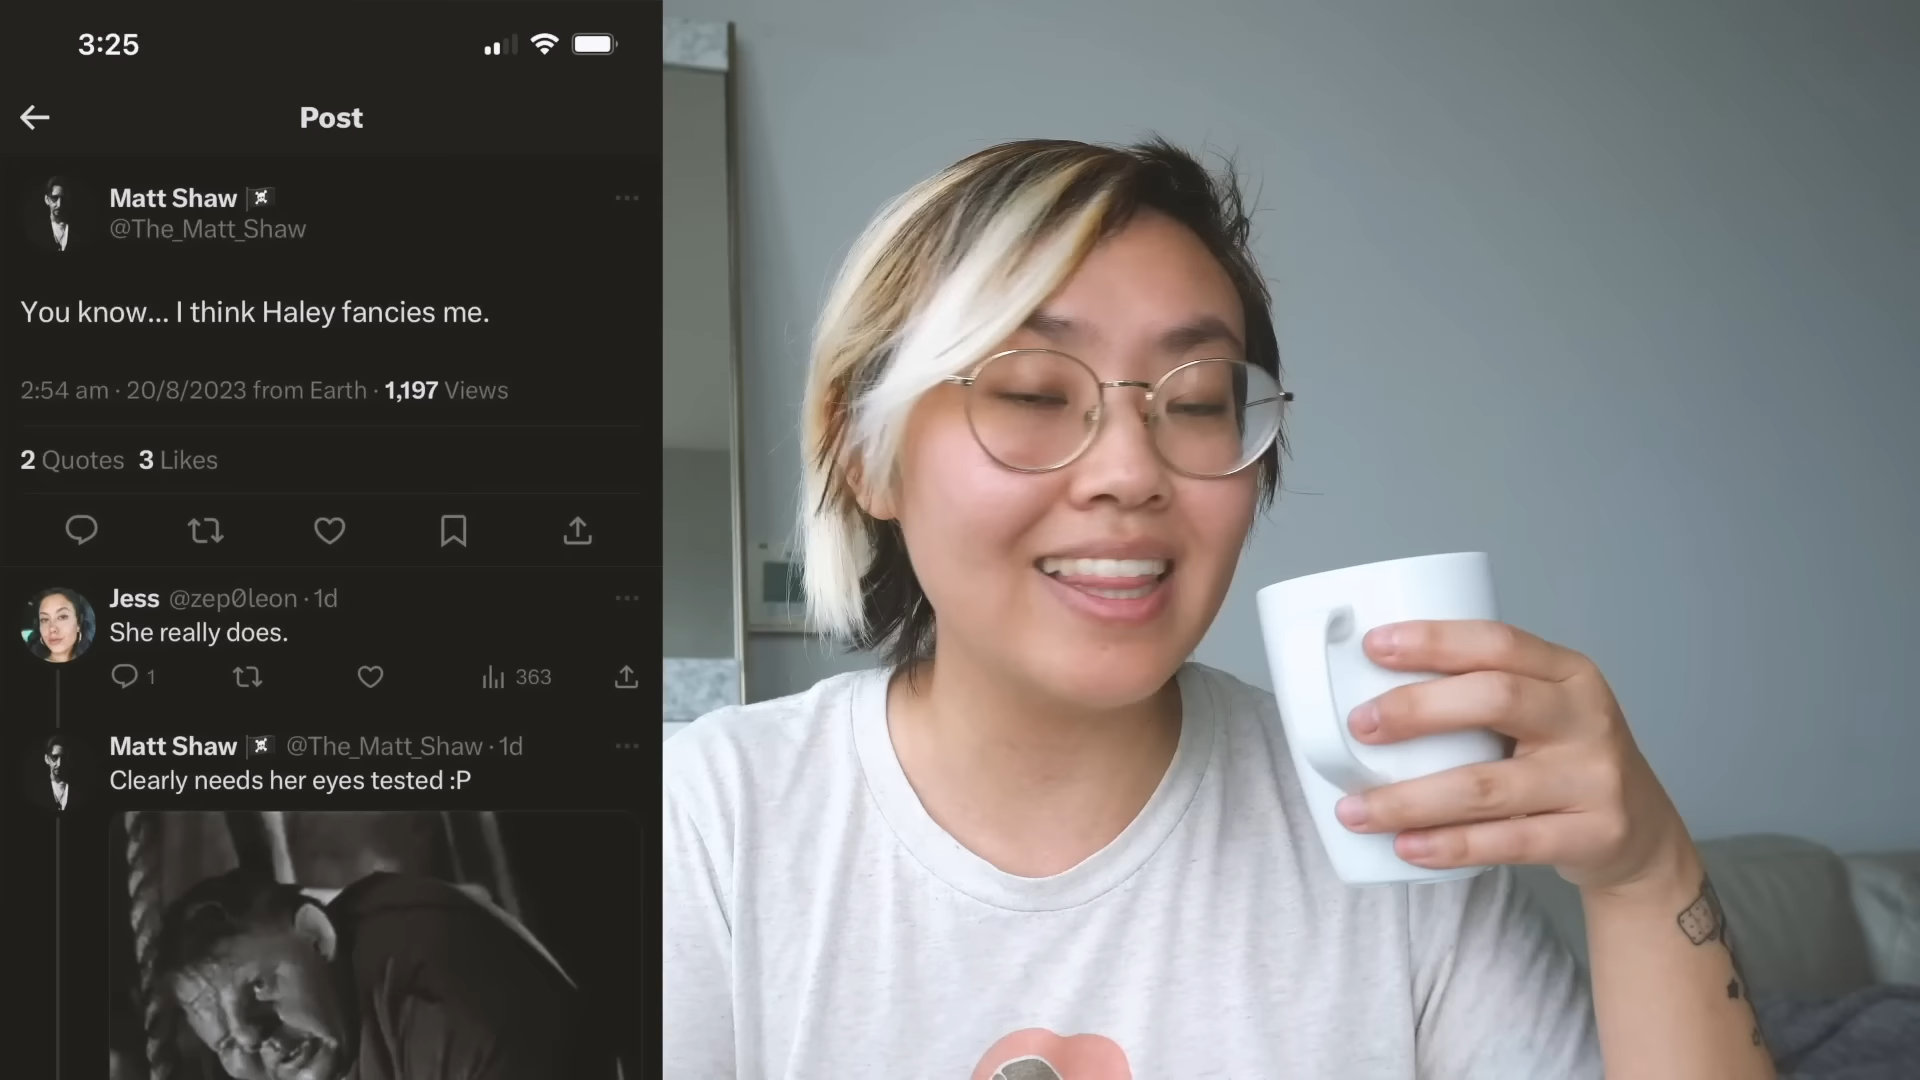 3:25
Post
Matt Shaw
@The_Matt_Shaw
You know... I think Haley fancies me.
2:54 am · 20/8/2023 from Earth · 1,197 Views
2 Quotes 3 Likes
Jess @zep0leon · 1d
She really does.
1
363
Matt Shaw @The_Matt_Shaw · 1d
Clearly needs her eyes tested :P